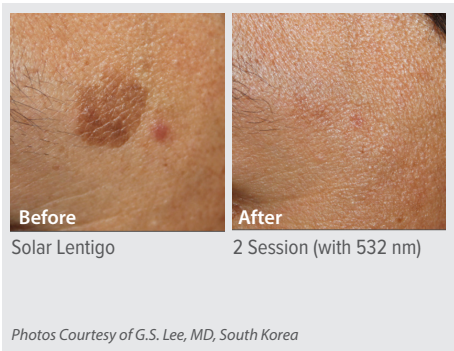 Before
After
Solar Lentigo
2 Session (with 532 nm)
Photos Courtesy of G.S. Lee, MD, South Korea